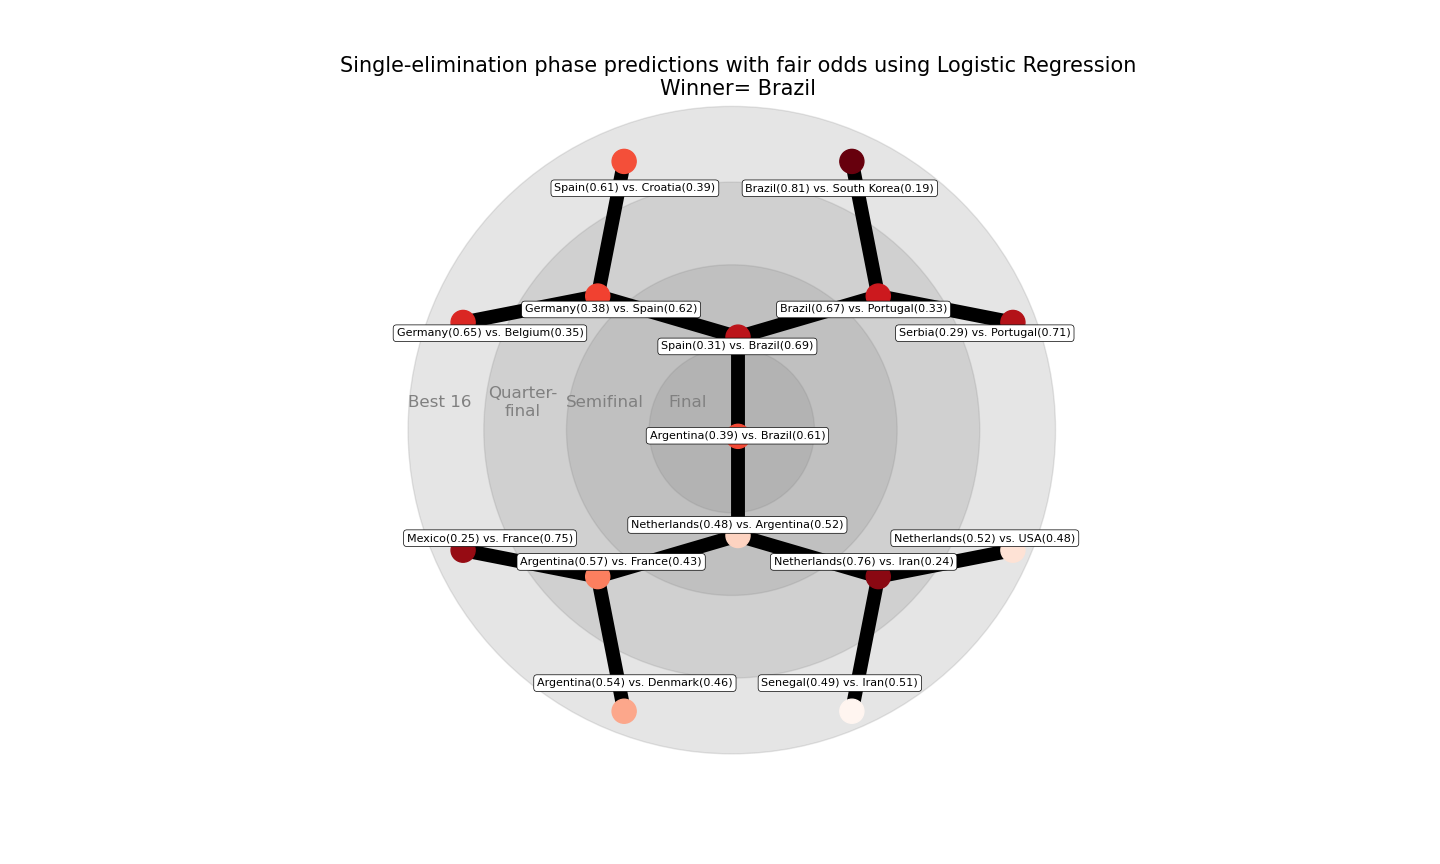 Single-elimination phase predictions with fair odds using Logistic Regression
Winner= Brazil
Spain(0.61) vs. Croatia(0.39)
Brazil(0.81) vs. South Korea(0.19)
Germany(0.38) vs. Spain(0.62)
Brazil(0.67) vs. Portugal(0.33)
Germany(0.65) vs. Belgium(0.35)
Serbia(0.29) vs. Portugal(0.71)
Spain(0.31) vs. Brazil(0.69)
Best 16
Quarter-
final
Semifinal
Final
Argentina(0.39) vs. Brazil(0.61)
Netherlands(0.48) vs. Argentina(0.52)
Mexico(0.25) vs. France(0.75)
Netherlands(0.52) vs. USA(0.48)
Argentina(0.57) vs. France(0.43)
Netherlands(0.76) vs. Iran(0.24)
Argentina(0.54) vs. Denmark(0.46)
Senegal(0.49) vs. Iran(0.51)